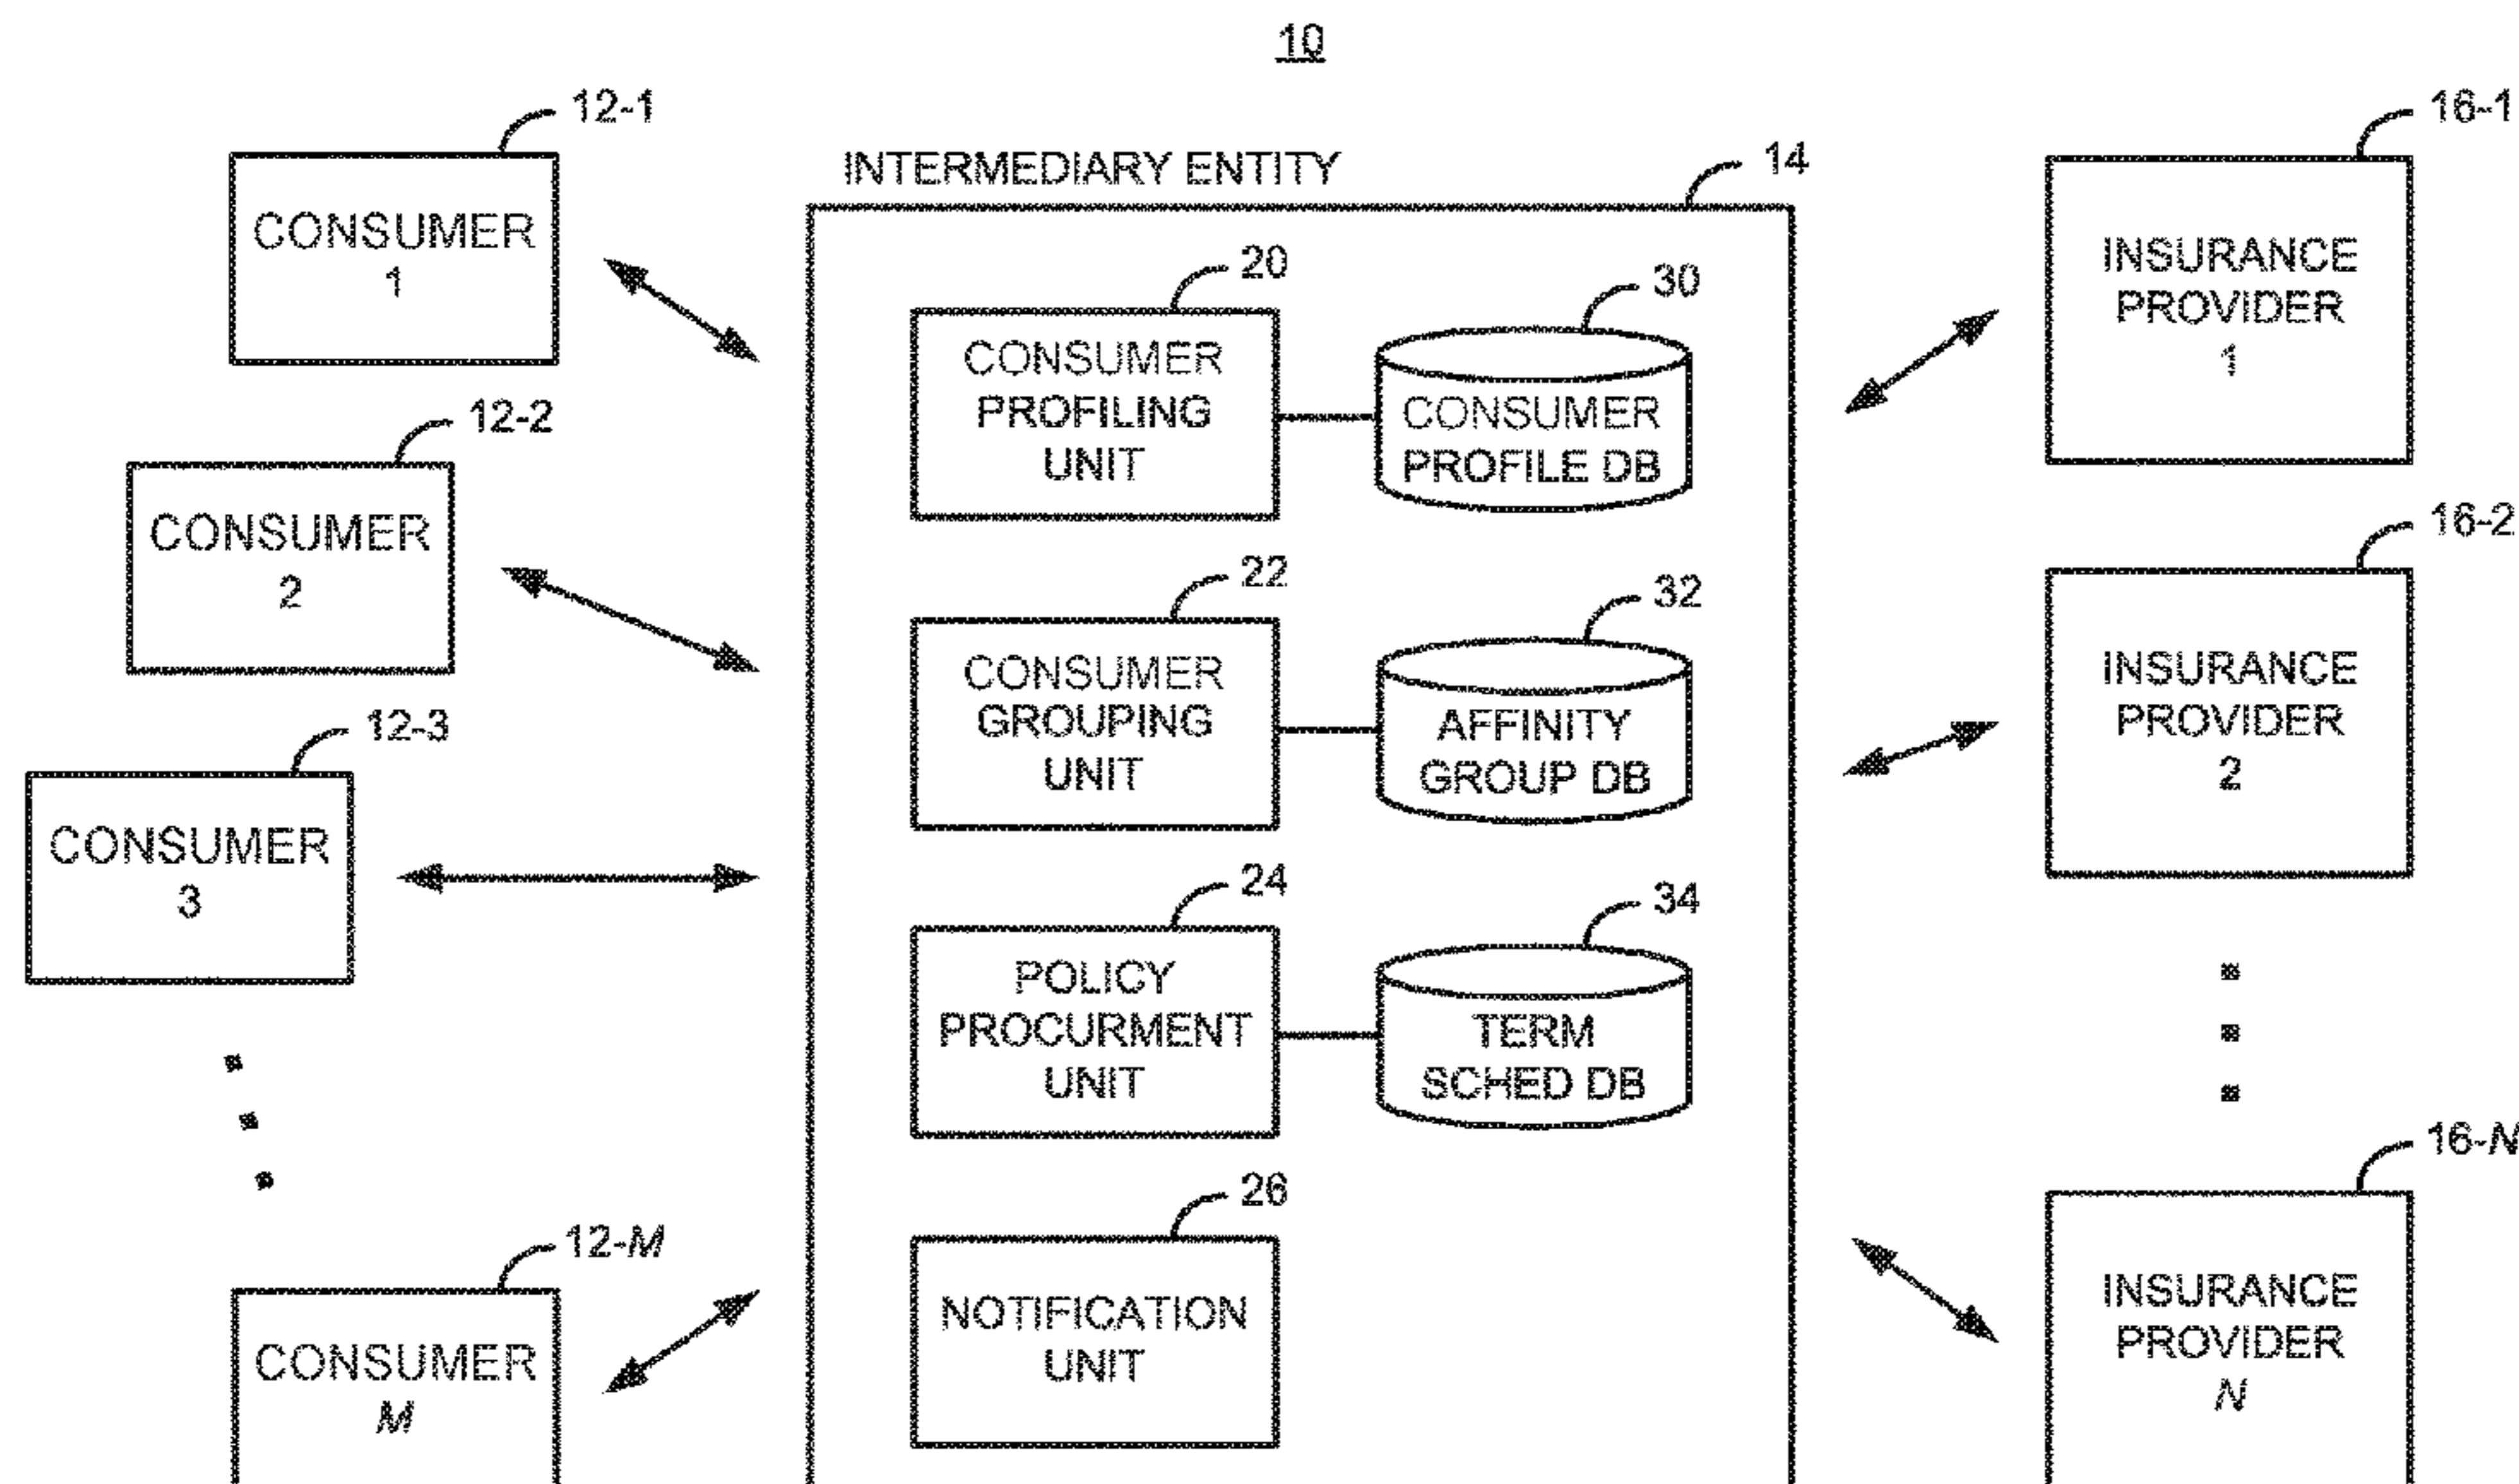 10
12-1
CONSUMER
1
12-2
CONSUMER
2
12-3
CONSUMER
3
12-M
CONSUMER
M
INTERMEDIARY ENTITY
14
20
CONSUMER
PROFILING
UNIT
30
CONSUMER
PROFILE DB
22
CONSUMER
GROUPING
UNIT
32
AFFINITY
GROUP DB
24
POLICY
PROCURMENT
UNIT
34
TERM
SCHED DB
26
NOTIFICATION
UNIT
16-1
INSURANCE
PROVIDER
1
16-2
INSURANCE
PROVIDER
2
16-N
INSURANCE
PROVIDER
N